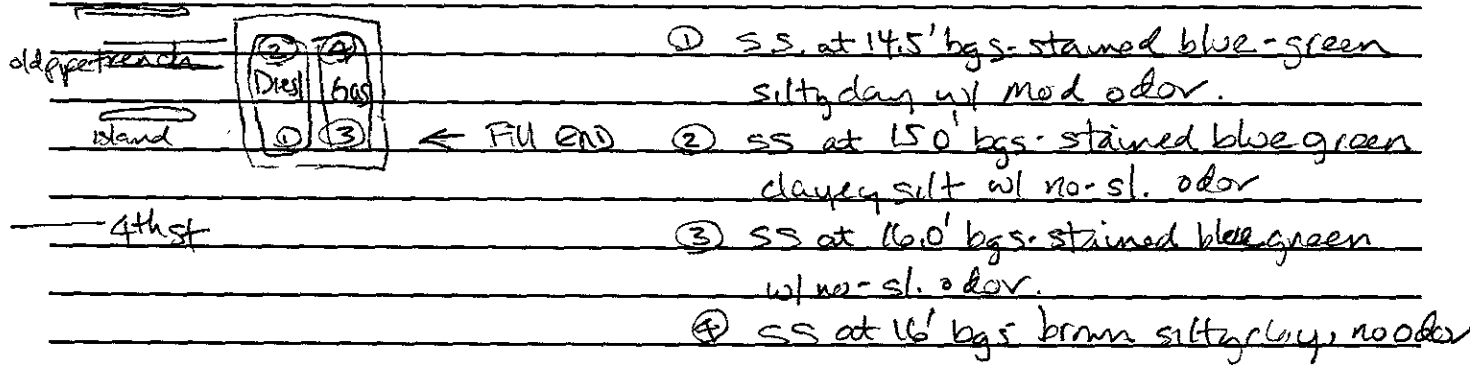 ② ④
old pipe trench
Diesl Gas
island
① ③ ← Fill END
4th st
① S.S. at 14.5' bgs - stained blue-green
silty clay w/ mod odor.
② SS at 15.0' bgs - stained blue green
clayey silt w/ no-sl. odor
③ SS at 16.0' bgs - stained blue green
w/ no-sl. odor.
④ SS at 16' bgs brown silty clay, no odor